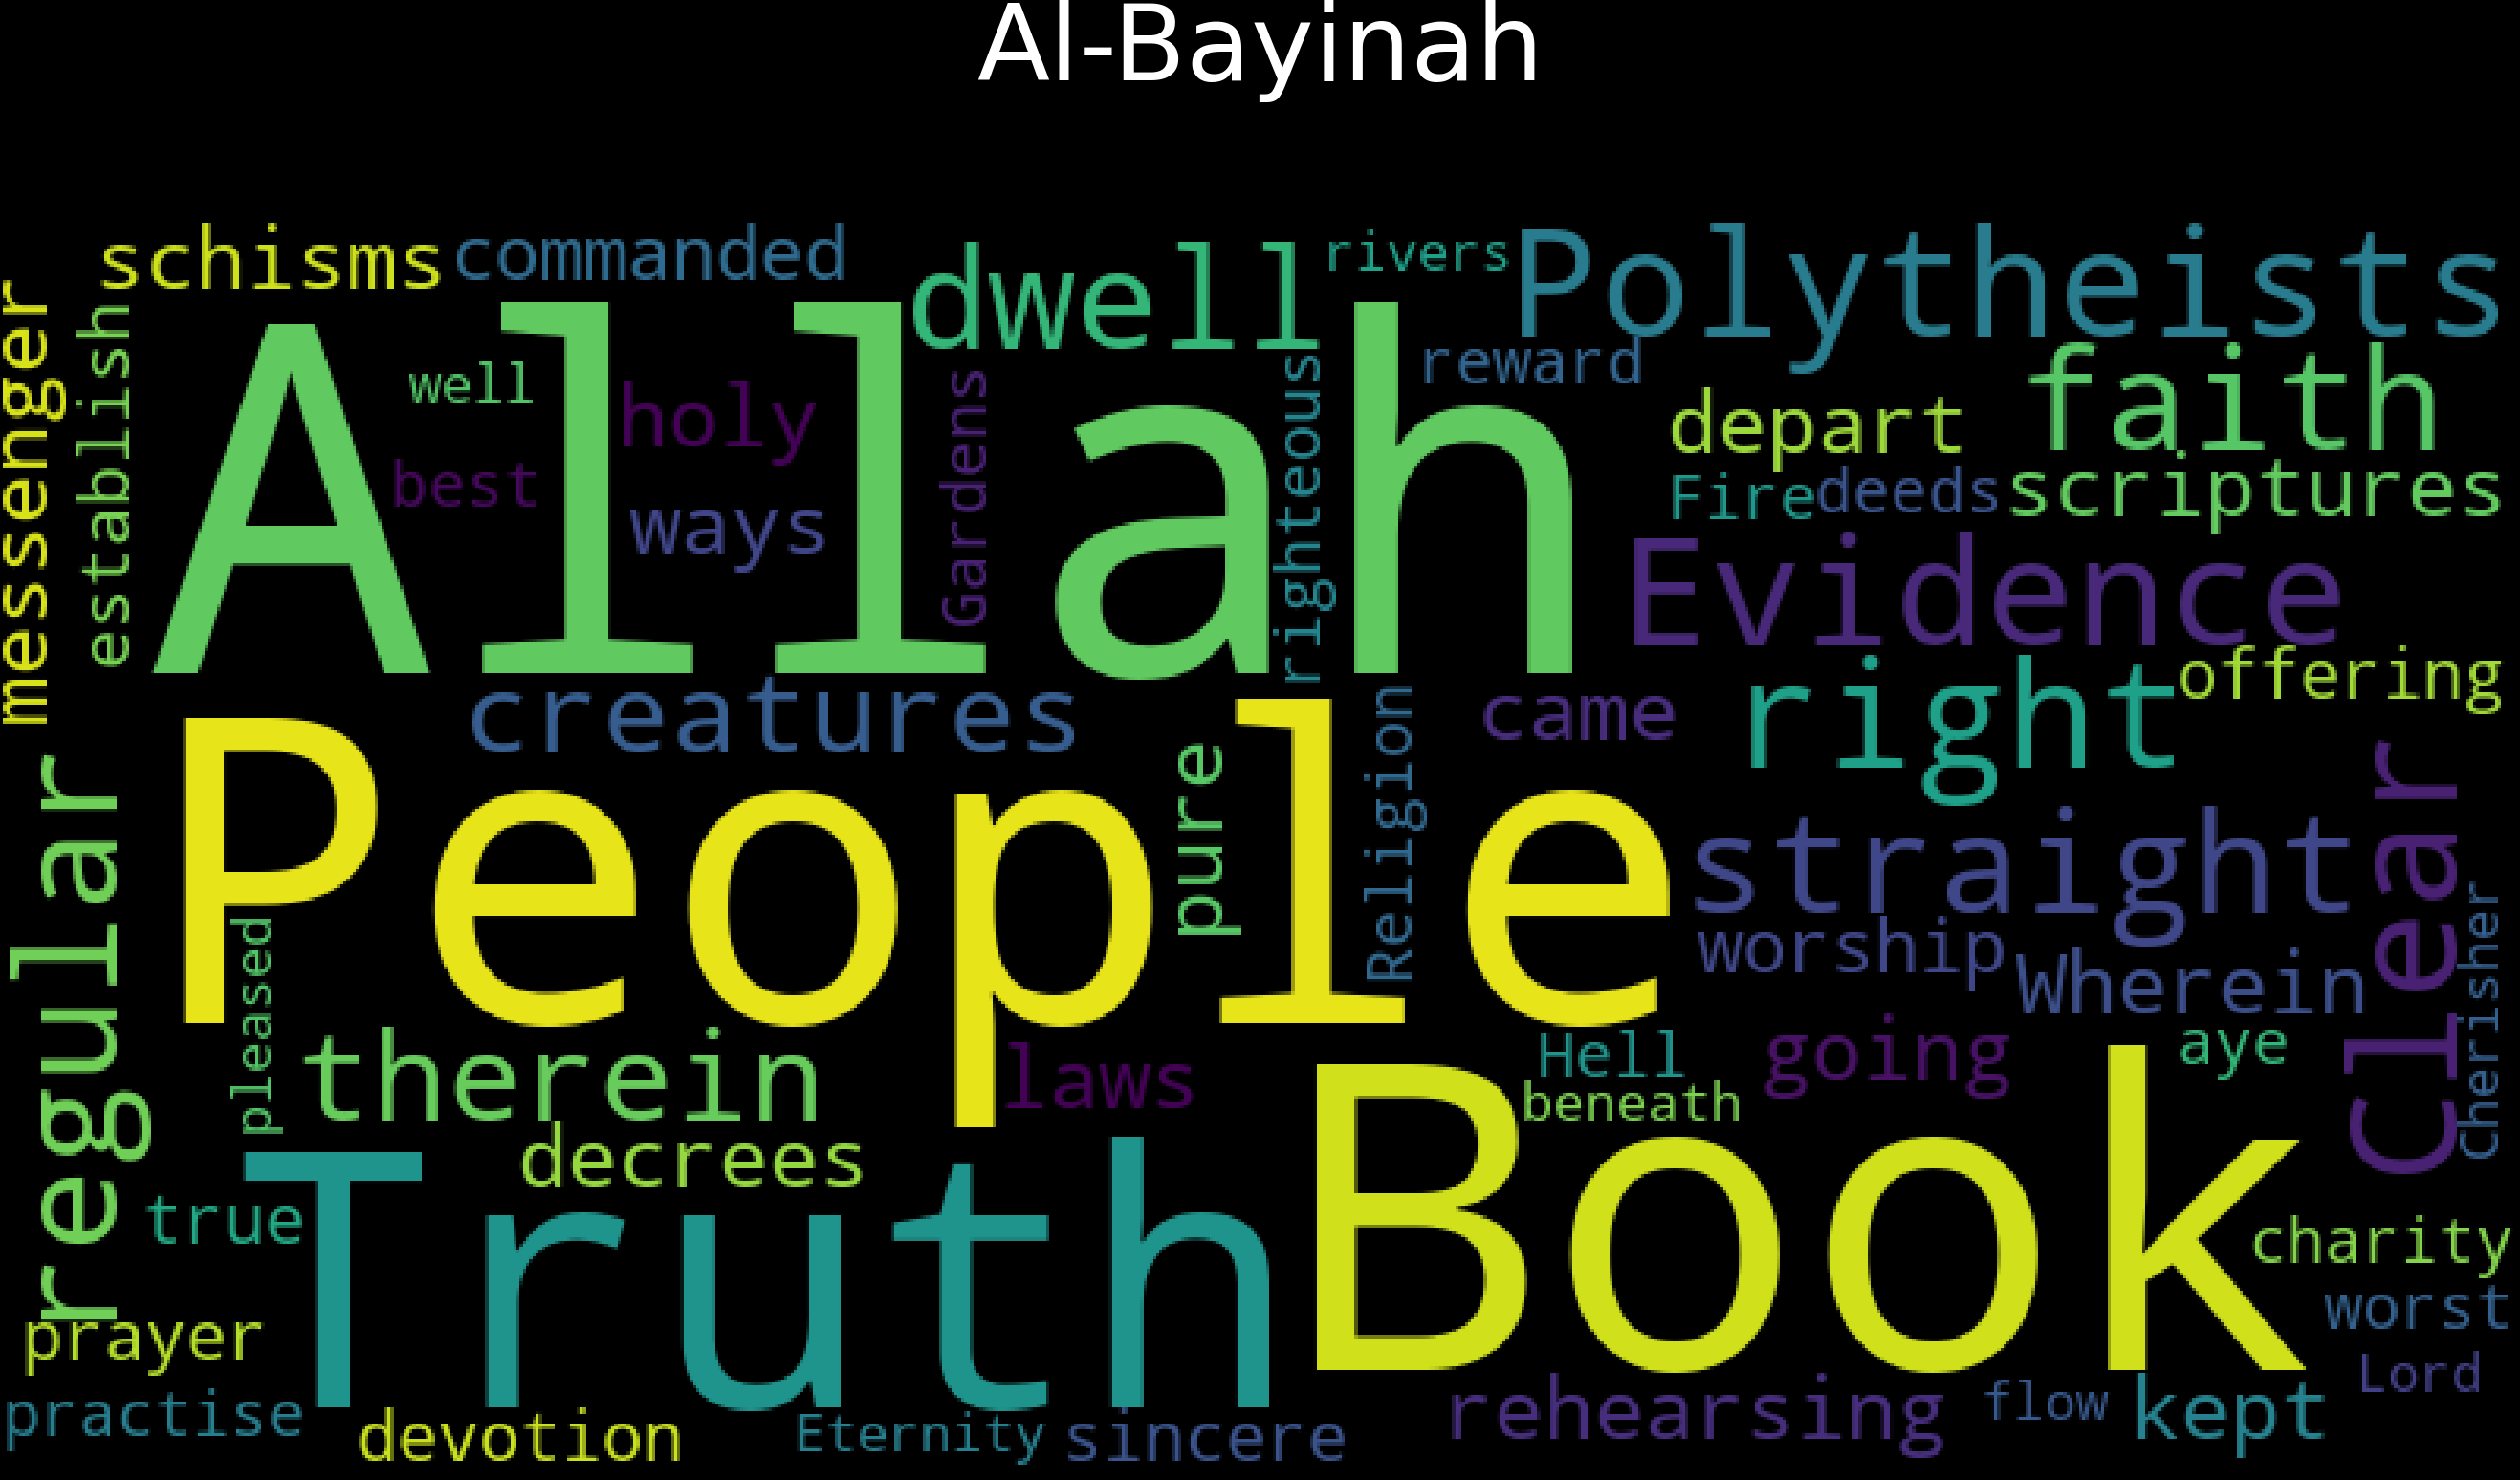 Al-Bayinah
schisms
commanded
dwell
rivers
Polytheists
messenger
establish
Allah
well
holy
best
ways
Gardens
righteous
reward
faith
depart
Fire
deeds
scriptures
Evidence
offering
right
creatures
came
regular
People
pure
Religion
straight
Clear
Cherisher
worship
Wherein
pleased
therein
laws
Hell
beneath
going
aye
decrees
true
Truth
Book
charity
worst
prayer
Lord
practise
devotion
Eternity
sincere
rehearsing
flow
kept